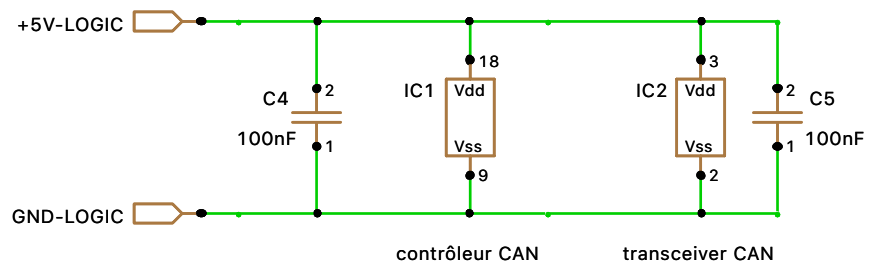 +5V-LOGIC
18
3
2
C4
IC1
Vdd
IC2
Vdd
2
C5
100nF
1
Vss
Vss
100nF
1
9
2
GND-LOGIC
contrôleur CAN
transceiver CAN